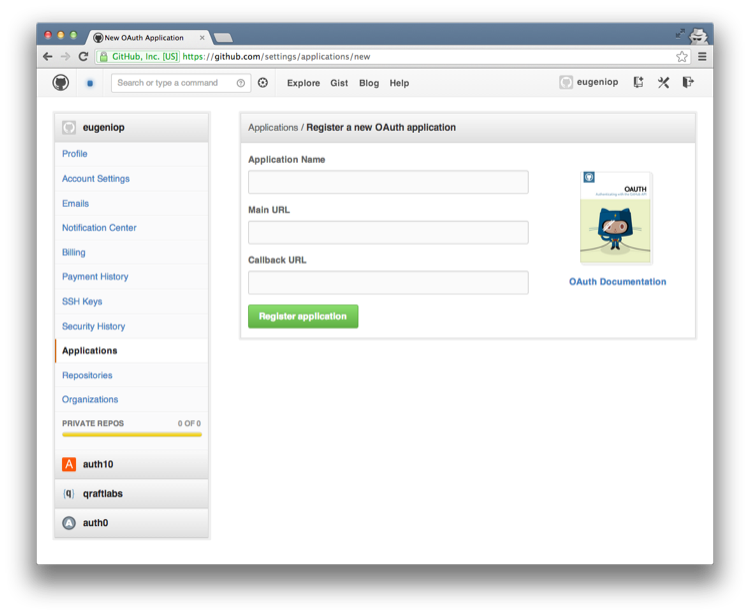 New OAuth Application
GitHub, Inc. [US] https://github.com/settings/applications/new
Search or type a command
Explore Gist Blog Help
eugeniop
eugeniop
Profile
Account Settings
Emails
Notification Center
Billing
Payment History
SSH Keys
Security History
Applications
Repositories
Organizations
PRIVATE REPOS 0 OF 0
auth10
qraftlabs
auth0
Applications / Register a new OAuth application
Application Name
Main URL
Callback URL
Register application
OAUTH
OAuth Documentation